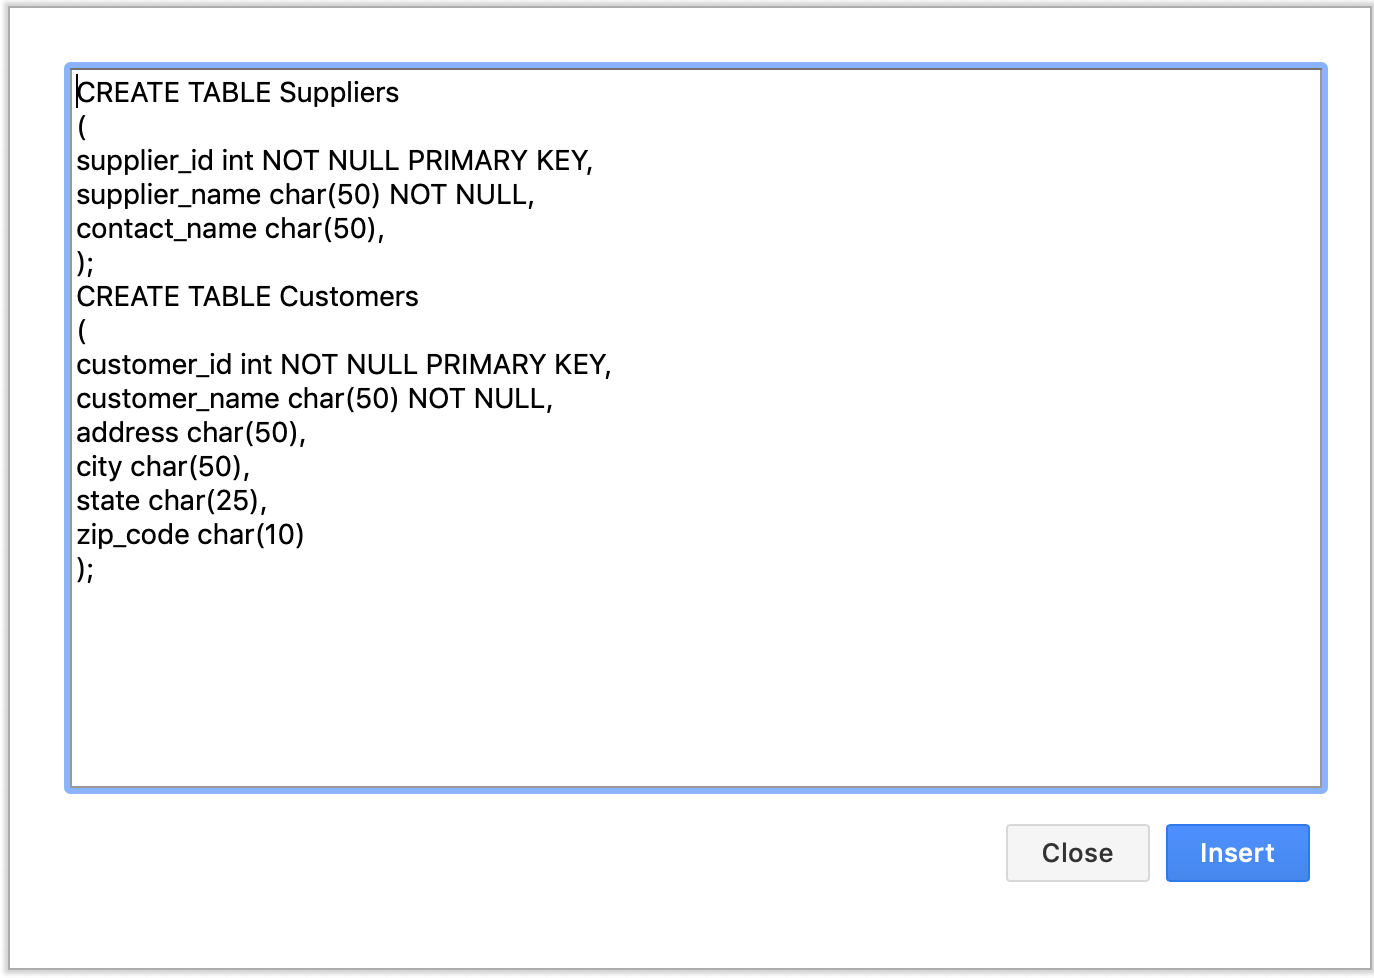 CREATE TABLE Suppliers
(
supplier_id int NOT NULL PRIMARY KEY,
supplier_name char(50) NOT NULL,
contact_name char(50),
);
CREATE TABLE Customers
(
customer_id int NOT NULL PRIMARY KEY,
customer_name char(50) NOT NULL,
address char(50),
city char(50),
state char(25),
zip_code char(10)
);
Close Insert